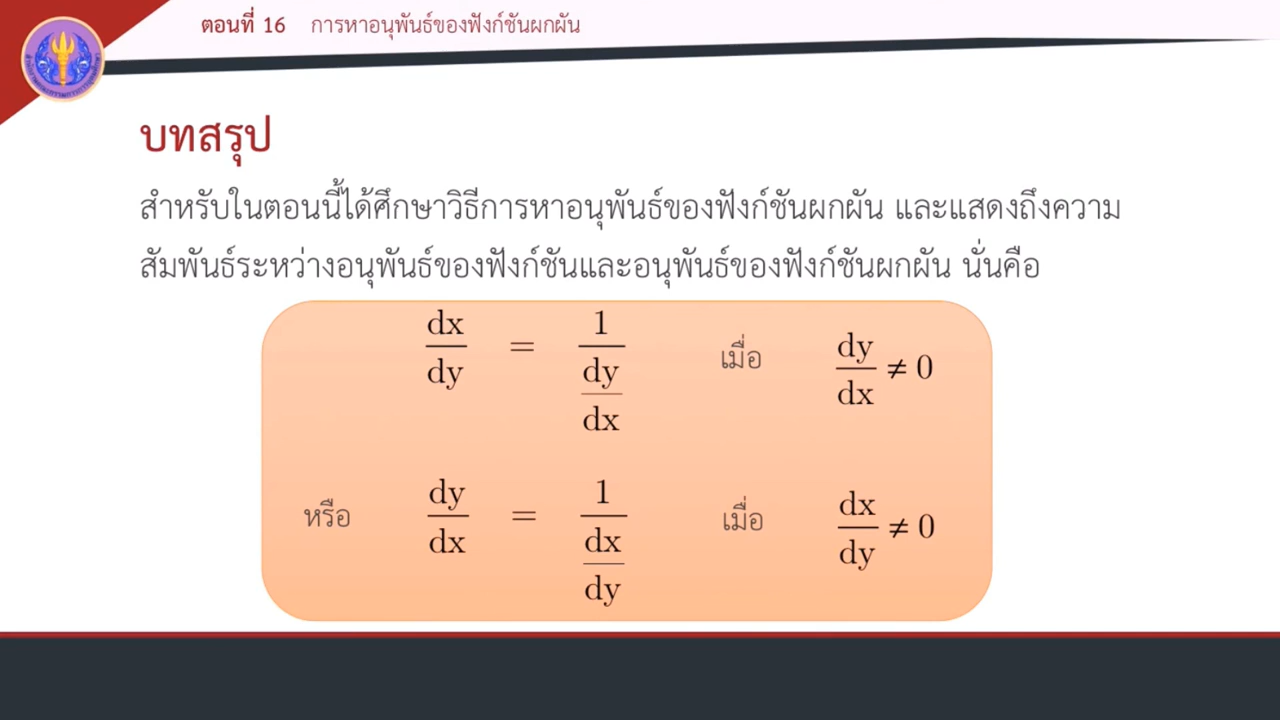 ตอนที่ 16 การหาอนุพันธ์ของฟังก์ชันผกผัน
บทสรุป
สำหรับในตอนนี้ได้ศึกษาวิธีการหาอนุพันธ์ของฟังก์ชันผกผัน และแสดงถึงความ
สัมพันธ์ระหว่างอนุพันธ์ของฟังก์ชันและอนุพันธ์ของฟังก์ชันผกผัน นั่นคือ
dx/dy = 1/(dy/dx) เมื่อ dy/dx ≠ 0
หรือ dy/dx = 1/(dx/dy) เมื่อ dx/dy ≠ 0